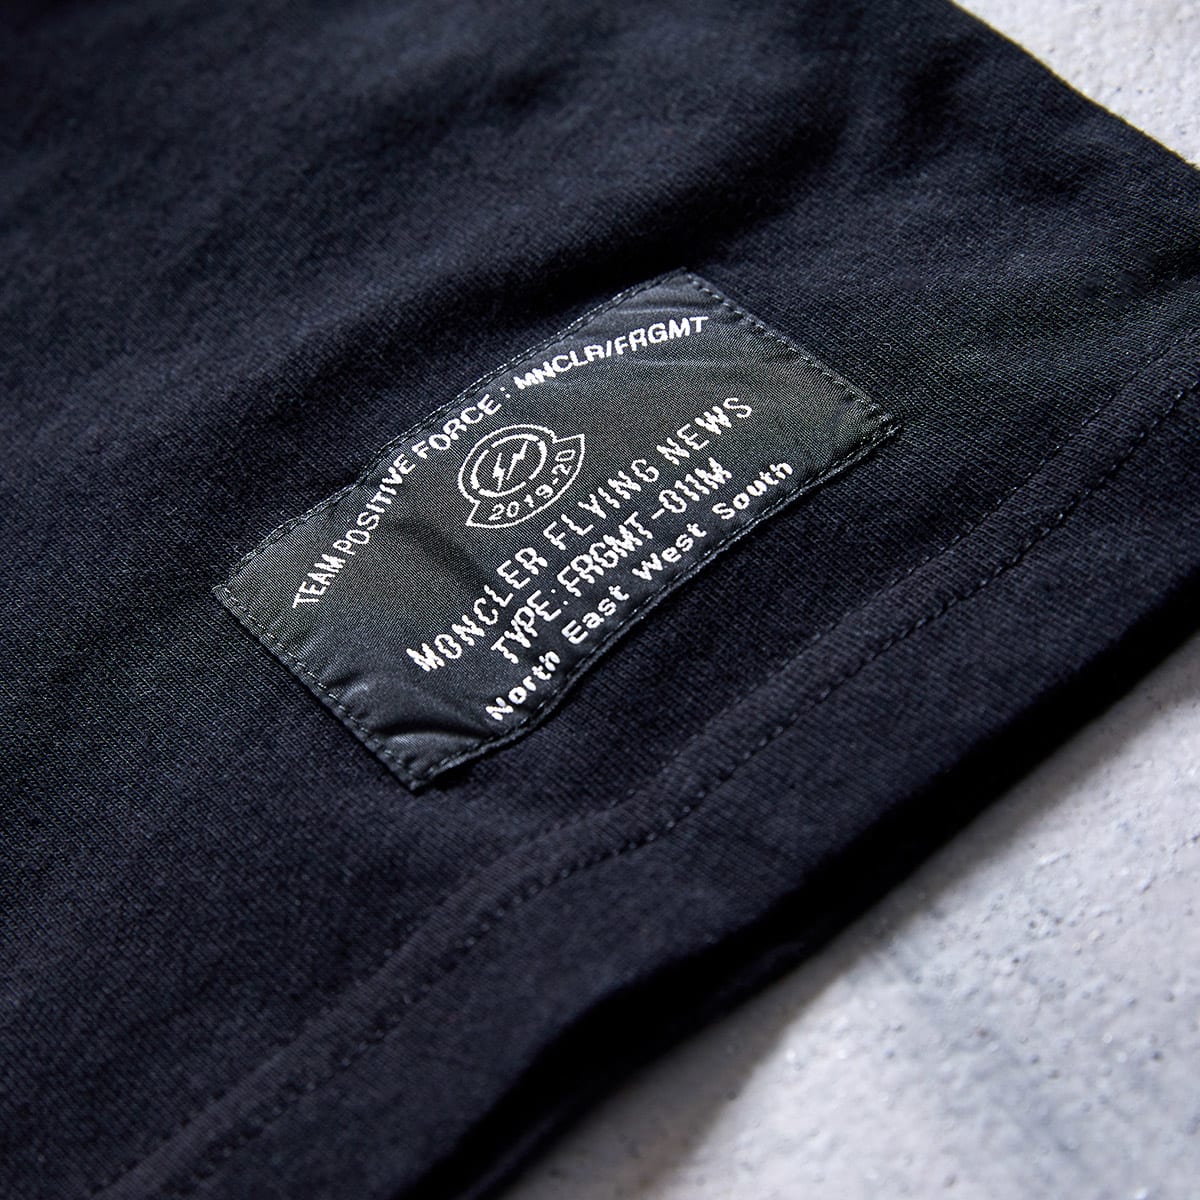 TEAM POSITIVE FORCE : MNCLR/FRGMT
2019-20
MONCLER FLYING NEWS
TYPE:FRGMT-011M
North East West South